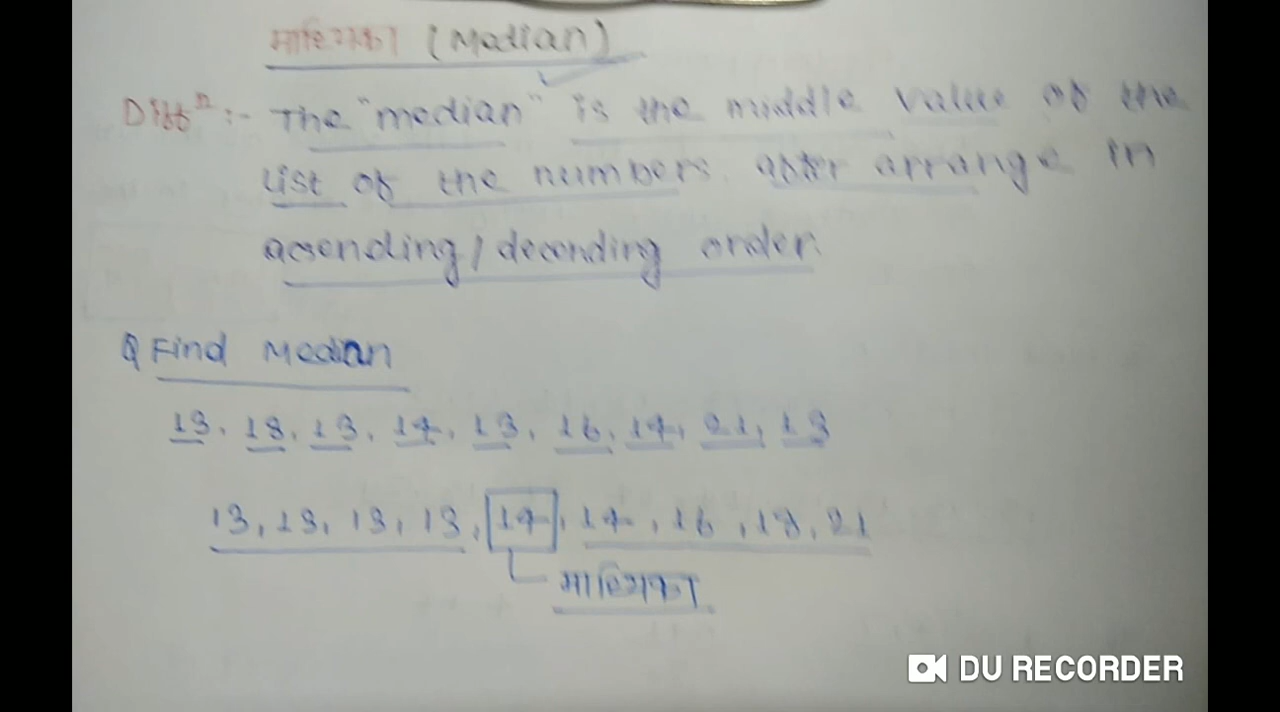 माध्यिका (Median)
Diffⁿ :- The "median" is the middle value of the
list of the numbers after arrange in
acsending/decending order.
Q Find Median
13, 18, 13, 14, 13, 16, 14, 21, 13
13, 13, 13, 13, 14, 14, 16, 18, 21
माध्यिका
DU RECORDER